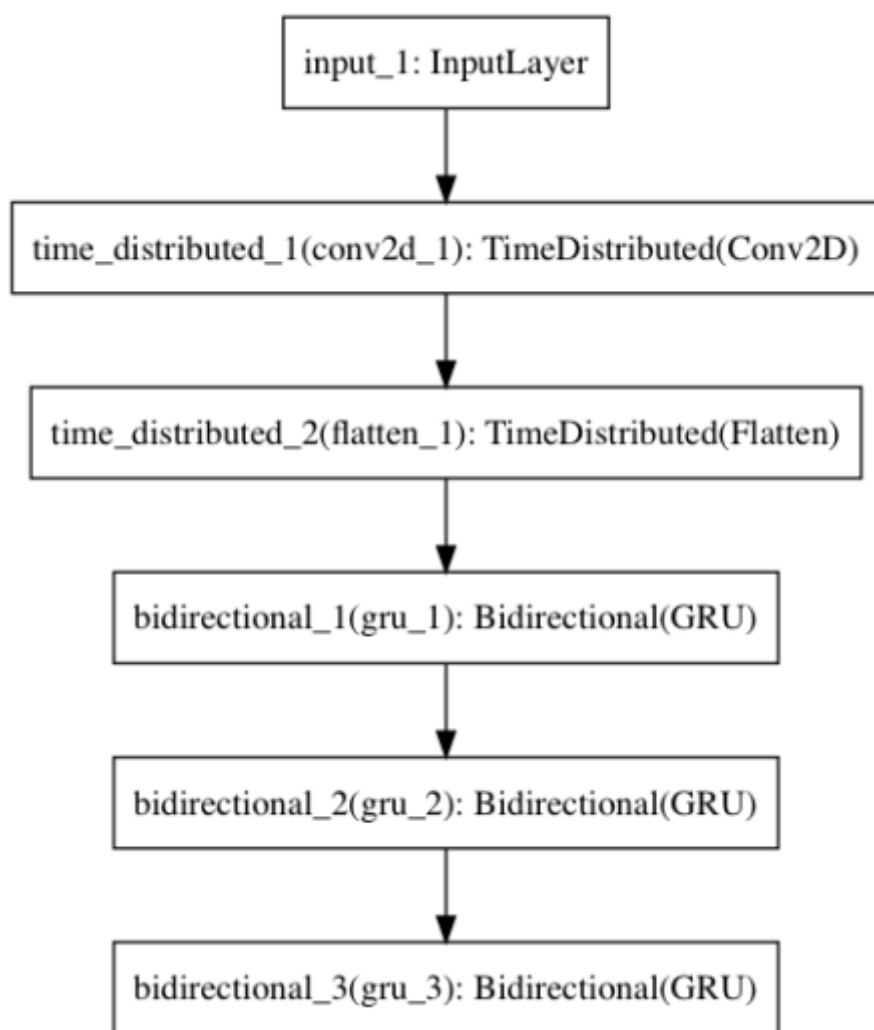 input_1: InputLayer
time_distributed_1(conv2d_1): TimeDistributed(Conv2D)
time_distributed_2(flatten_1): TimeDistributed(Flatten)
bidirectional_1(gru_1): Bidirectional(GRU)
bidirectional_2(gru_2): Bidirectional(GRU)
bidirectional_3(gru_3): Bidirectional(GRU)